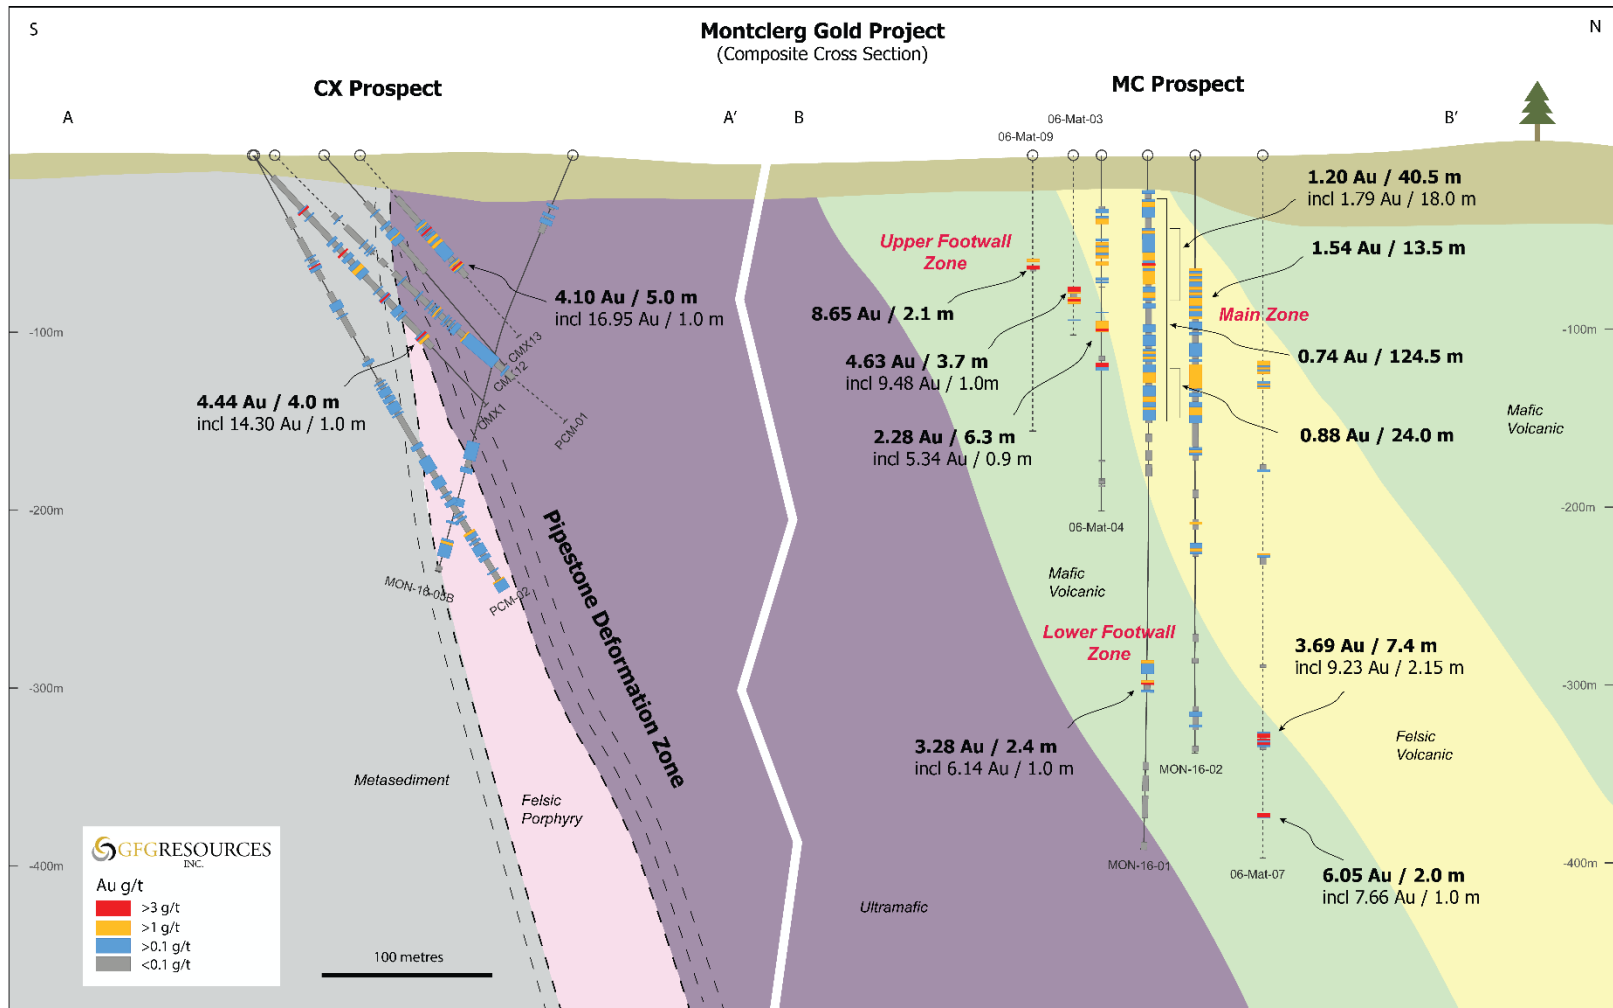 S
Montclerg Gold Project
N
(Composite Cross Section)
CX Prospect
MC Prospect
A
A'
B
B'
06-Mat-03
06-Mat-09
1.20 Au / 40.5 m
incl 1.79 Au / 18.0 m
Upper Footwall
Zone
1.54 Au / 13.5 m
4.10 Au / 5.0 m
incl 16.95 Au / 1.0 m
8.65 Au / 2.1 m
Main Zone
-100m
-100m
CMX13
4.63 Au / 3.7 m
incl 9.48 Au / 1.0m
0.74 Au / 124.5 m
CMX12
4.44 Au / 4.0 m
incl 14.30 Au / 1.0 m
CMX1
PCM-01
2.28 Au / 6.3 m
incl 5.34 Au / 0.9 m
0.88 Au / 24.0 m
Mafic
Volcanic
-200m
-200m
06-Mat-04
Pipestone Deformation Zone
MON-16-05B
PCM-02
Mafic
Volcanic
Lower Footwall
Zone
3.69 Au / 7.4 m
incl 9.23 Au / 2.15 m
-300m
-300m
3.28 Au / 2.4 m
incl 6.14 Au / 1.0 m
Felsic
Volcanic
MON-16-02
Metasediment
Felsic
Porphyry
GFGRESOURCES
INC.
-400m
-400m
MON-16-01
06-Mat-07
6.05 Au / 2.0 m
incl 7.66 Au / 1.0 m
Au g/t
>3 g/t
>1 g/t
>0.1 g/t
<0.1 g/t
Ultramafic
100 metres